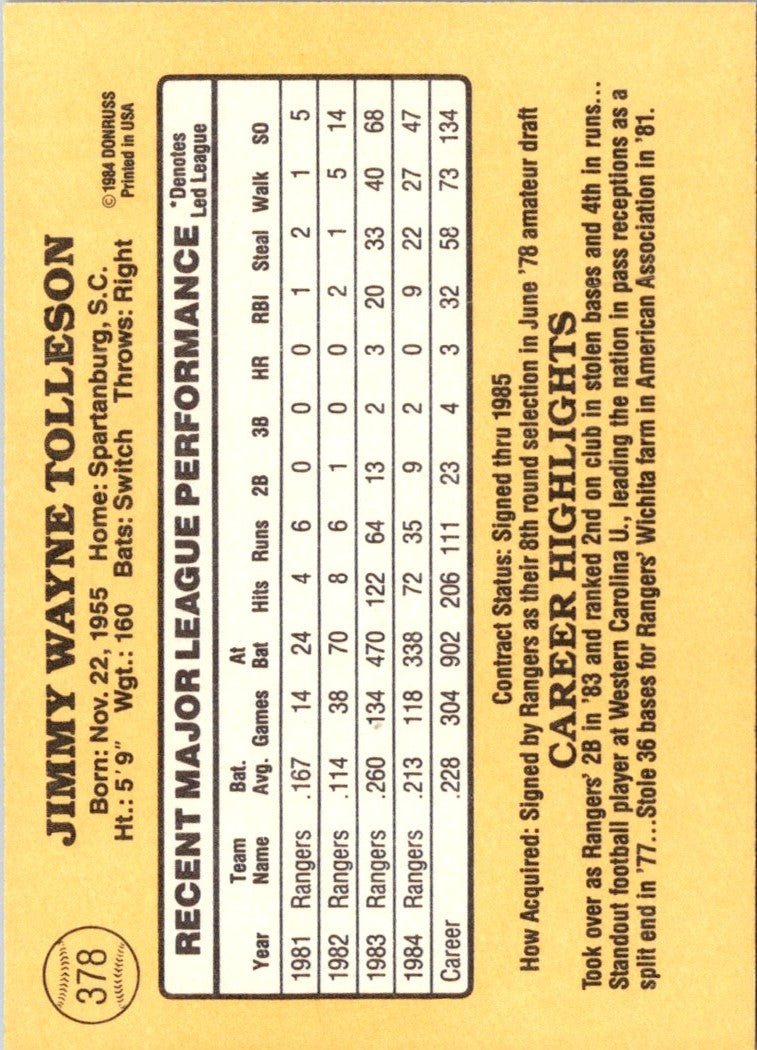 378
JIMMY WAYNE TOLLESON
Born: Nov. 22, 1955 Home: Spartanburg, S.C.
Ht.: 5'9" Wgt.: 160 Bats: Switch Throws: Right
© 1984 DONRUSS
Printed in USA
RECENT MAJOR LEAGUE PERFORMANCE
*Denotes
Led League
Year Team Name Bat. Avg. Games At Bat Hits Runs 2B 3B HR RBI Steal Walk SO
1981 Rangers .167 14 24 4 6 0 0 0 1 2 1 5
1982 Rangers .114 38 70 8 6 1 0 0 2 1 5 14
1983 Rangers .260 134 470 122 64 13 2 3 20 33 40 68
1984 Rangers .213 118 338 72 35 9 2 0 9 22 27 47
Career .228 304 902 206 111 23 4 3 32 58 73 134
Contract Status: Signed thru 1985
How Acquired: Signed by Rangers as their 8th round selection in June '78 amateur draft
CAREER HIGHLIGHTS
Took over as Rangers' 2B in '83 and ranked 2nd on club in stolen bases and 4th in runs...
Standout football player at Western Carolina U., leading the nation in pass receptions as a
split end in '77...Stole 36 bases for Rangers' Wichita farm in American Association in '81.